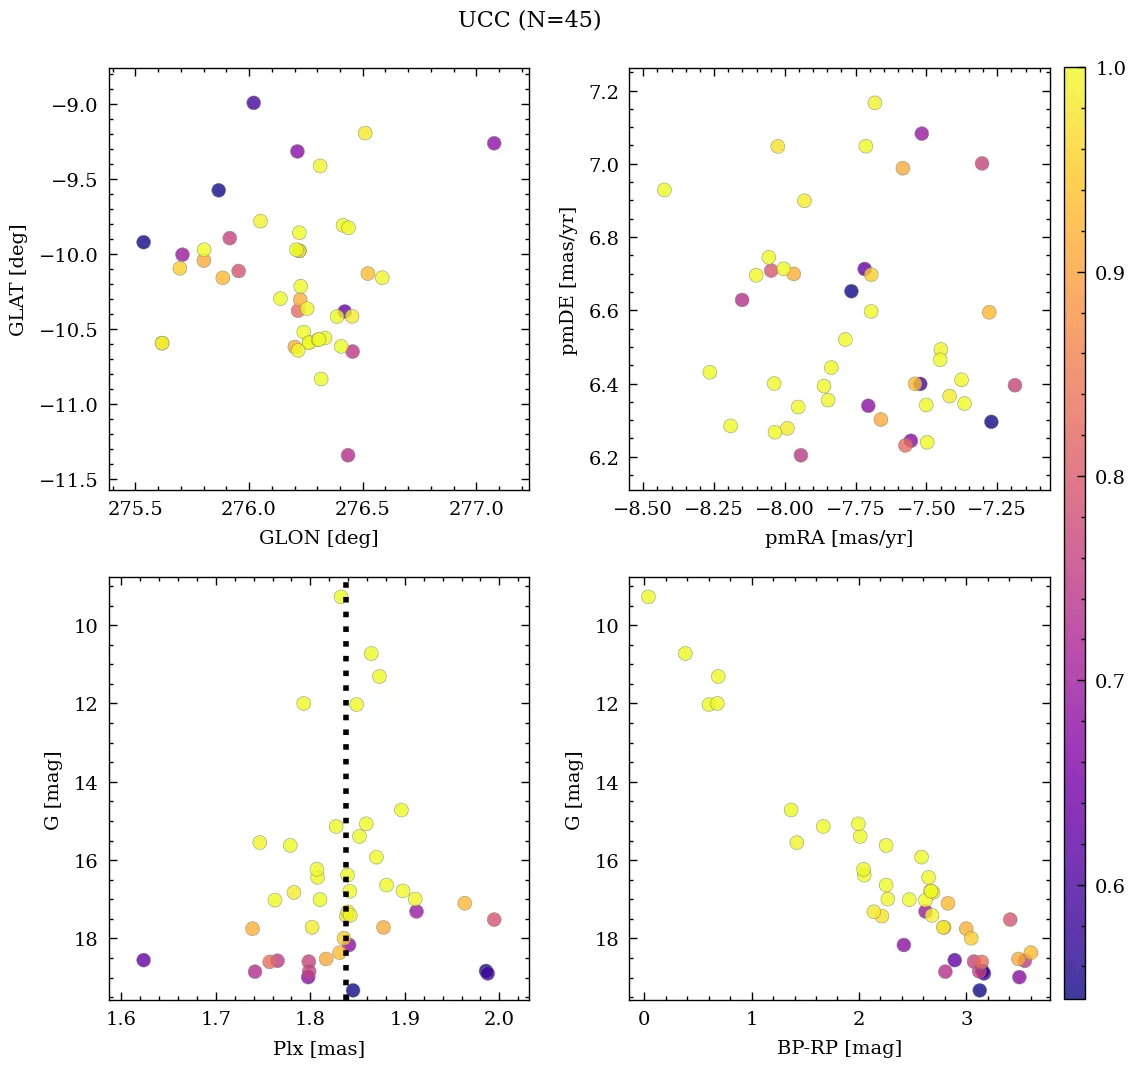 UCC (N=45)
−9.0
−9.5
−10.0
−10.5
−11.0
−11.5
GLAT [deg]
275.5 276.0 276.5 277.0
GLON [deg]
7.2
7.0
6.8
6.6
6.4
6.2
pmDE [mas/yr]
−8.50 −8.25 −8.00 −7.75 −7.50 −7.25
pmRA [mas/yr]
1.0
0.9
0.8
0.7
0.6
10
12
14
16
18
G [mag]
1.6 1.7 1.8 1.9 2.0
Plx [mas]
10
12
14
16
18
G [mag]
0 1 2 3
BP-RP [mag]